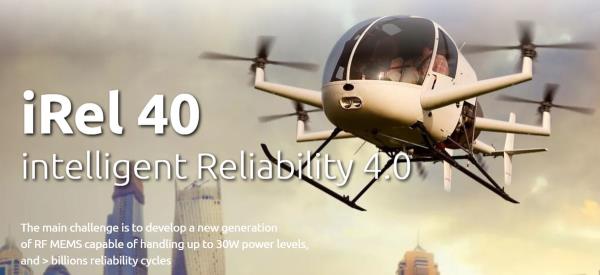 iRel 40
intelligent Reliability 4.0
The main challenge is to develop a new generation
of RF MEMS capable of handling up to 30W power levels,
and > billions reliability cycles